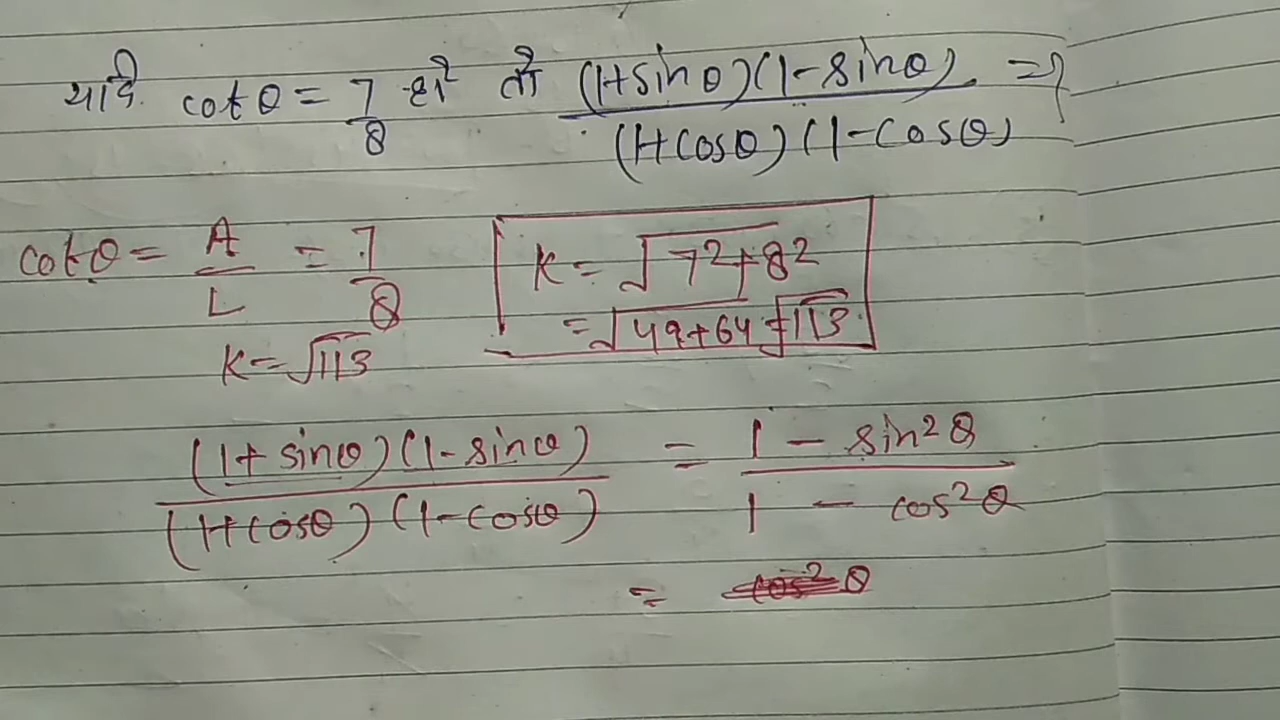 यदि cotθ = 7/8 हो तो (1+sinθ)(1-sinθ)/(1+cosθ)(1-cosθ) = ?
cotθ = A/L = 7/8
K = √113
K = √7²+8²
= √49+64 = √113
(1+sinθ)(1-sinθ)/(1+cosθ)(1-cosθ) = 1 - sin²θ/1 - cos²θ
= cos²θ